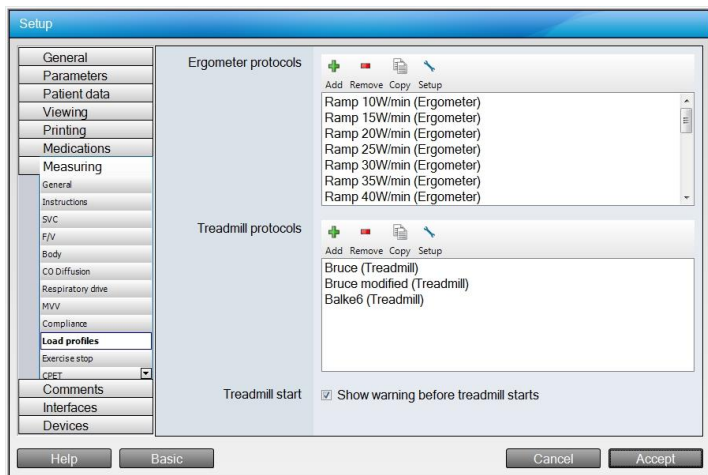 Setup
General
Parameters
Patient data
Viewing
Printing
Medications
Measuring
General
Instructions
SVC
F/V
Body
CO Diffusion
Respiratory drive
MVV
Compliance
Load profiles
Exercise stop
CPET
Comments
Interfaces
Devices
Ergometer protocols
Add Remove Copy Setup
Ramp 10W/min (Ergometer)
Ramp 15W/min (Ergometer)
Ramp 20W/min (Ergometer)
Ramp 25W/min (Ergometer)
Ramp 30W/min (Ergometer)
Ramp 35W/min (Ergometer)
Ramp 40W/min (Ergometer)
Treadmill protocols
Add Remove Copy Setup
Bruce (Treadmill)
Bruce modified (Treadmill)
Balke6 (Treadmill)
Treadmill start Show warning before treadmill starts
Help Basic Cancel Accept